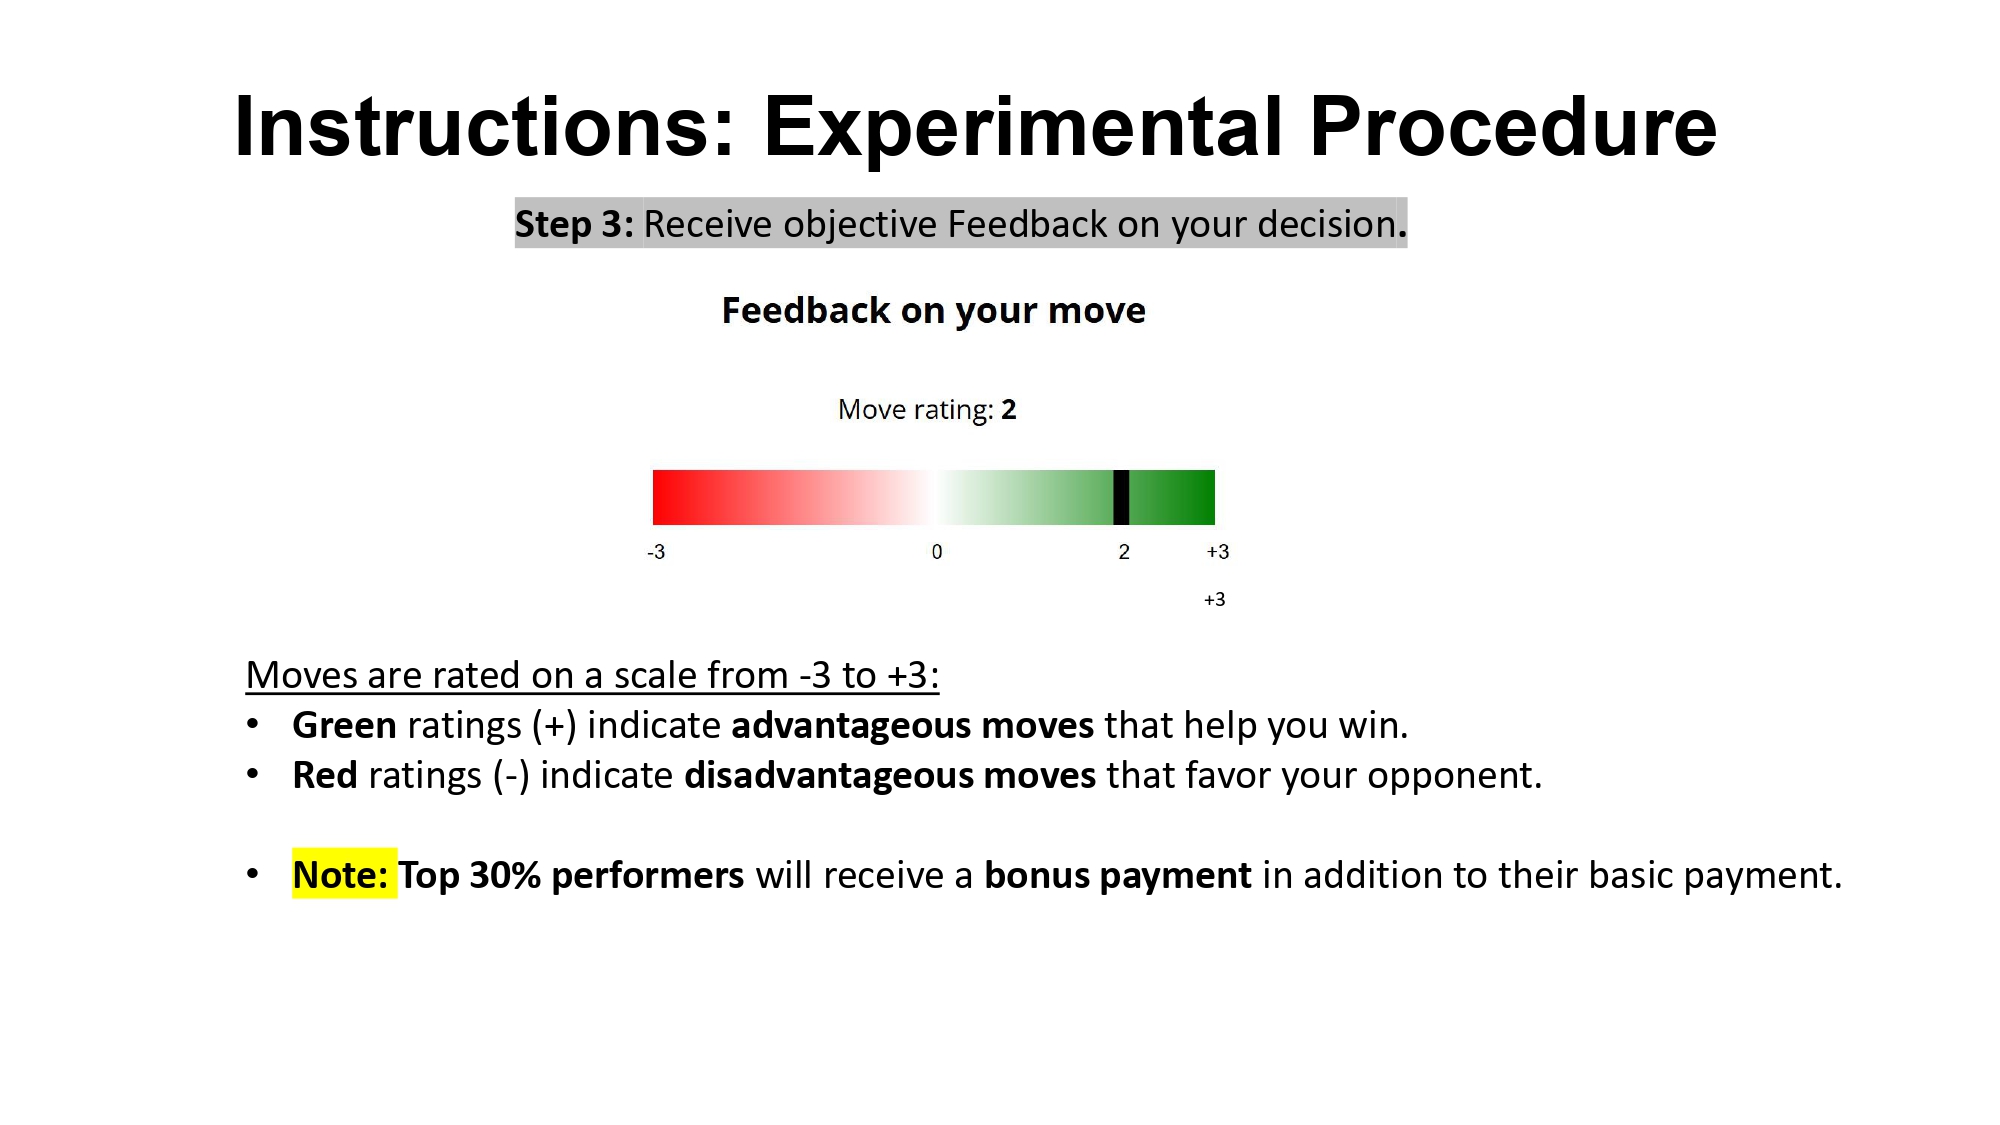 Instructions: Experimental Procedure
Step 3: Receive objective Feedback on your decision.
Feedback on your move
Move rating: 2
-3 0 2 +3
+3
Moves are rated on a scale from -3 to +3:
• Green ratings (+) indicate advantageous moves that help you win.
• Red ratings (-) indicate disadvantageous moves that favor your opponent.
• Note: Top 30% performers will receive a bonus payment in addition to their basic payment.